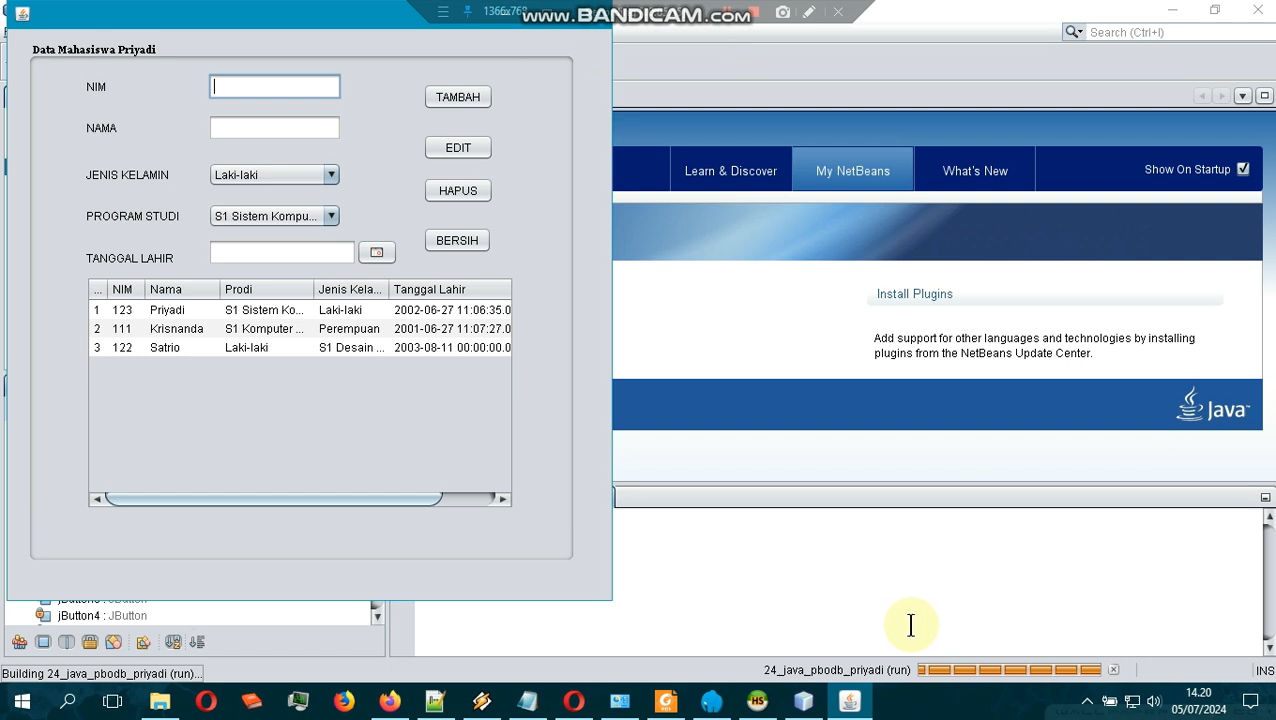 1366x768
www.BANDICAM.com
Search (Ctrl+I)
Data Mahasiswa Priyadi
NIM
TAMBAH
NAMA
EDIT
JENIS KELAMIN
Laki-laki
HAPUS
PROGRAM STUDI
S1 Sistem Kompu...
BERSIH
TANGGAL LAHIR
... NIM Nama Prodi Jenis Kela... Tanggal Lahir
1 123 Priyadi S1 Sistem Ko... Laki-laki 2002-06-27 11:06:35.0
2 111 Krisnanda S1 Komputer ... Perempuan 2001-06-27 11:07:27.0
3 122 Satrio Laki-laki S1 Desain ... 2003-08-11 00:00:00.0
Learn & Discover
My NetBeans
What's New
Show On Startup
Install Plugins
Add support for other languages and technologies by installing
plugins from the NetBeans Update Center.
Java
jButton4 : JButton
Building 24_java_pbodb_priyadi (run)...
24_java_pbodb_priyadi (run)
INS
HS
14.20
05/07/2024